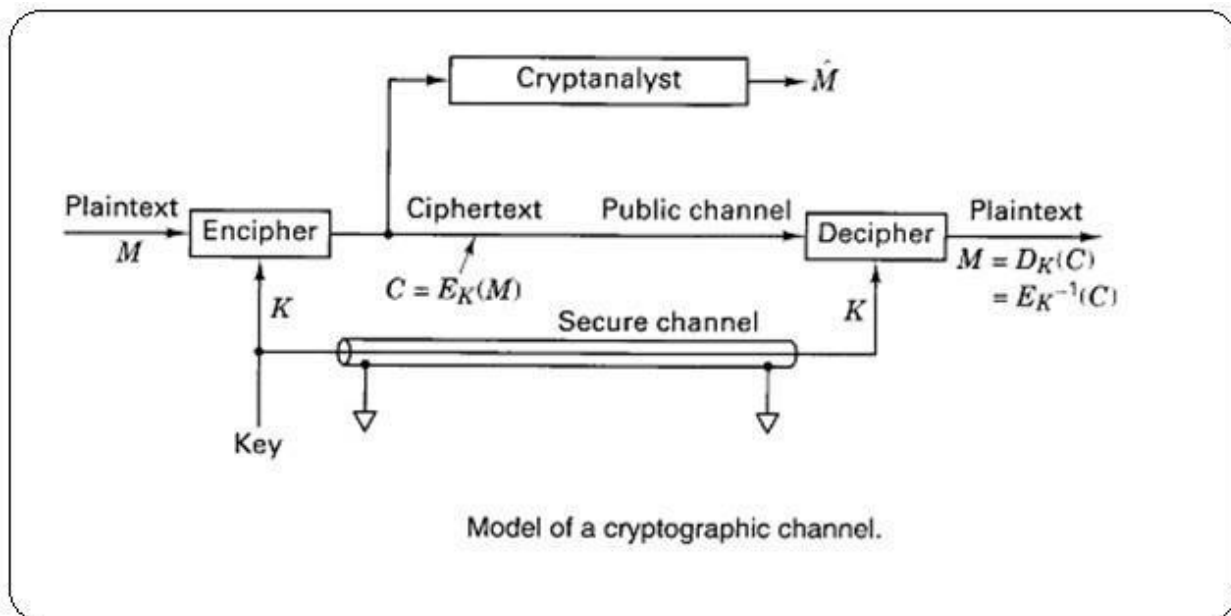 Cryptanalyst
M̂
Plaintext
M
Encipher
Ciphertext
Public channel
Decipher
Plaintext
C = E_K(M)
M = D_K(C)
= E_K⁻¹(C)
K
Secure channel
K
Key
Model of a cryptographic channel.